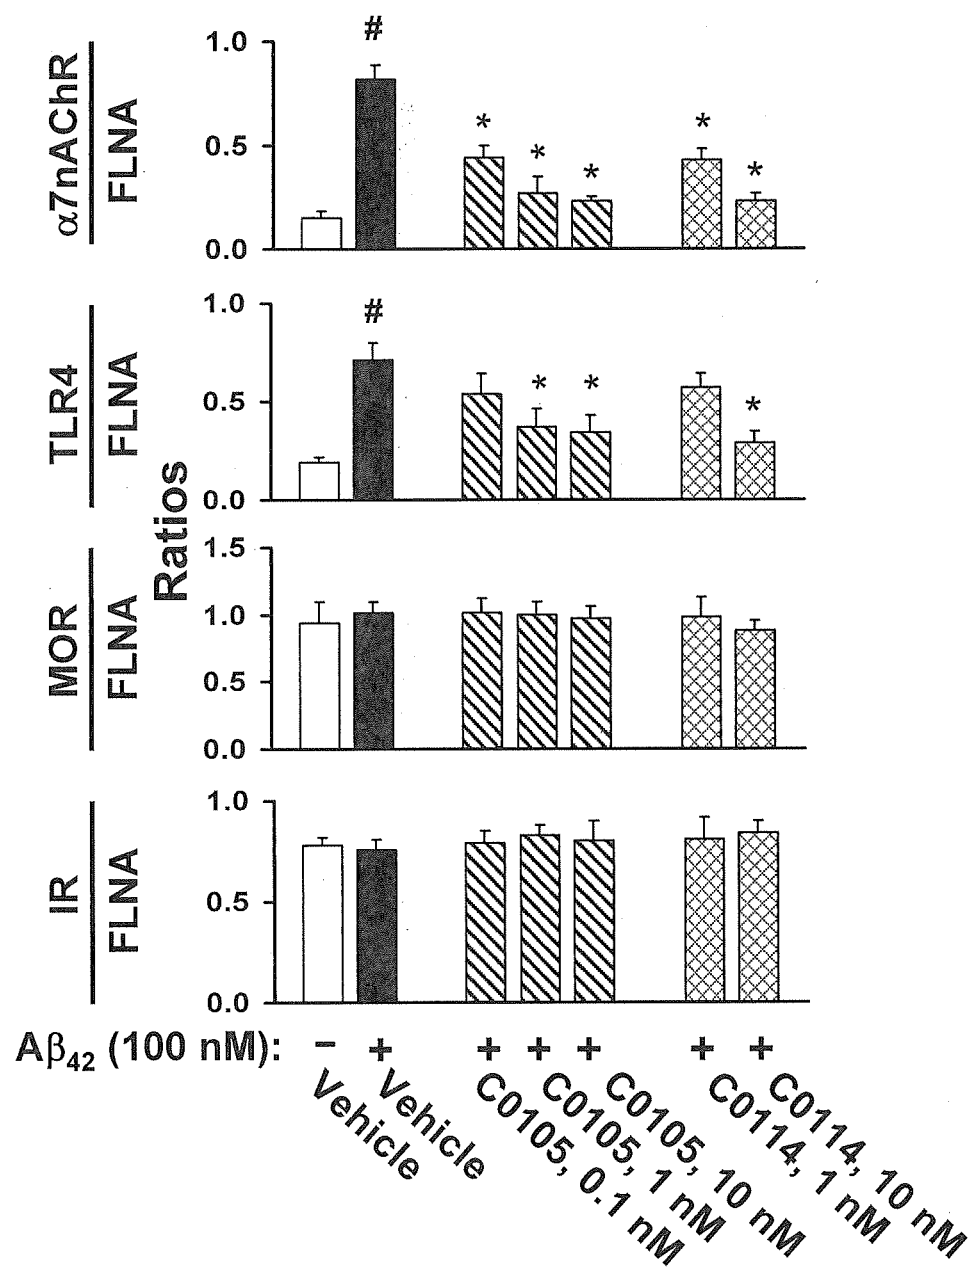 α7nAChR
FLNA
1.0
0.5
0.0
#
*
*
*
*
*
TLR4
FLNA
1.0
0.5
0.0
#
*
*
*
Ratios
MOR
FLNA
1.5
1.0
0.5
0.0
IR
FLNA
1.0
0.5
0.0
Aβ42 (100 nM): − + + + + + +
Vehicle
Vehicle
C0105, 0.1 nM
C0105, 1 nM
C0105, 10 nM
C0114, 1 nM
C0114, 10 nM